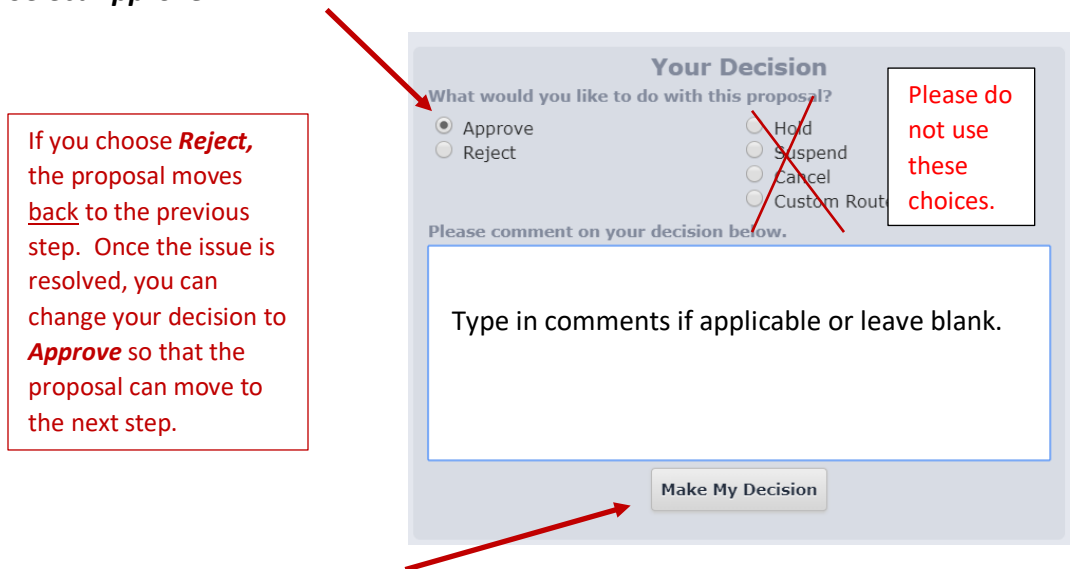 Your Decision
What would you like to do with this proposal?
Approve
Reject
Hold
Suspend
Cancel
Custom Route
Please do
not use
these
choices.
If you choose Reject,
the proposal moves
back to the previous
step. Once the issue is
resolved, you can
change your decision to
Approve so that the
proposal can move to
the next step.
Please comment on your decision below.
Type in comments if applicable or leave blank.
Make My Decision